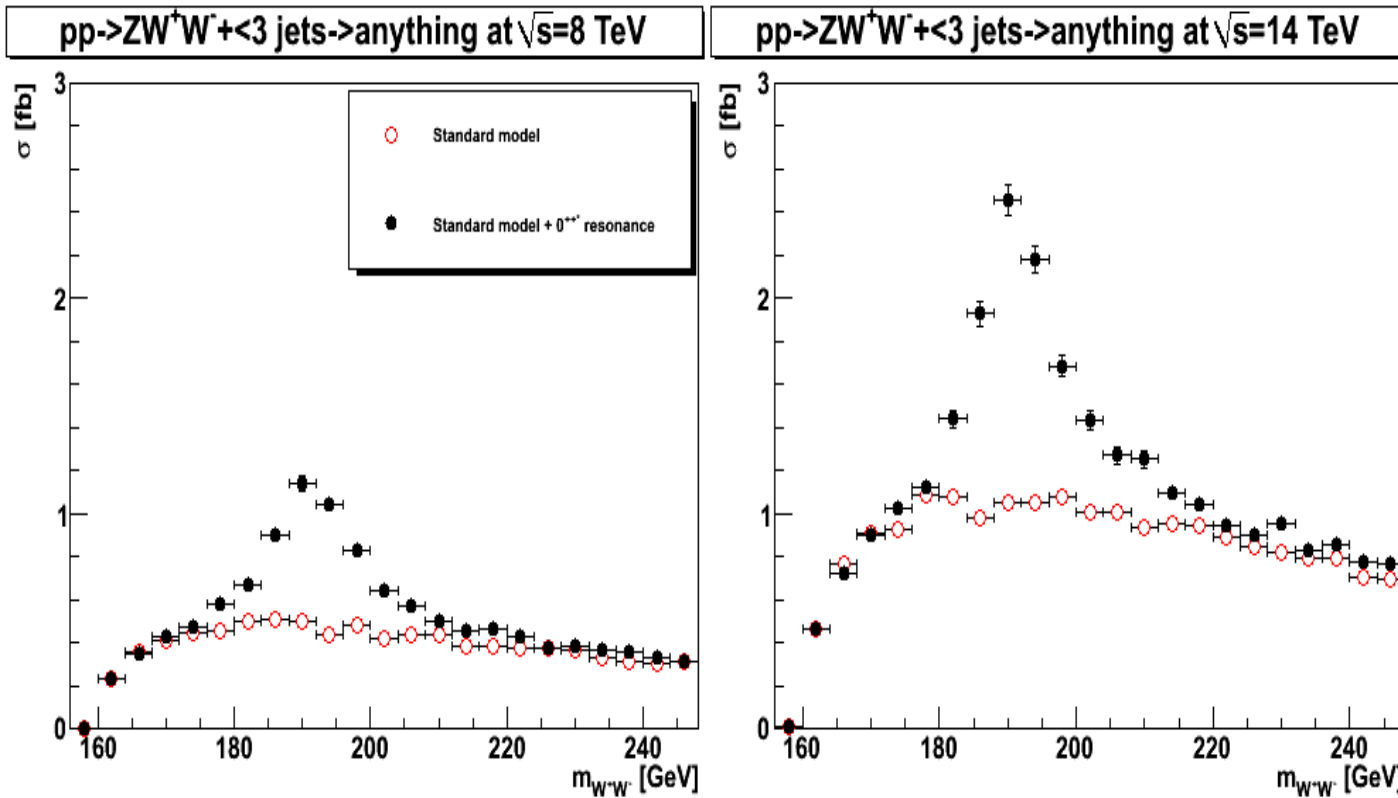 pp->ZW⁺W⁻+<3 jets->anything at √s=8 TeV
σ [fb]
3
2
1
0
Standard model
Standard model + 0⁺⁺' resonance
160 180 200 220 240
m_W⁺W⁻ [GeV]
pp->ZW⁺W⁻+<3 jets->anything at √s=14 TeV
σ [fb]
3
2
1
0
160 180 200 220 240
m_W⁺W⁻ [GeV]